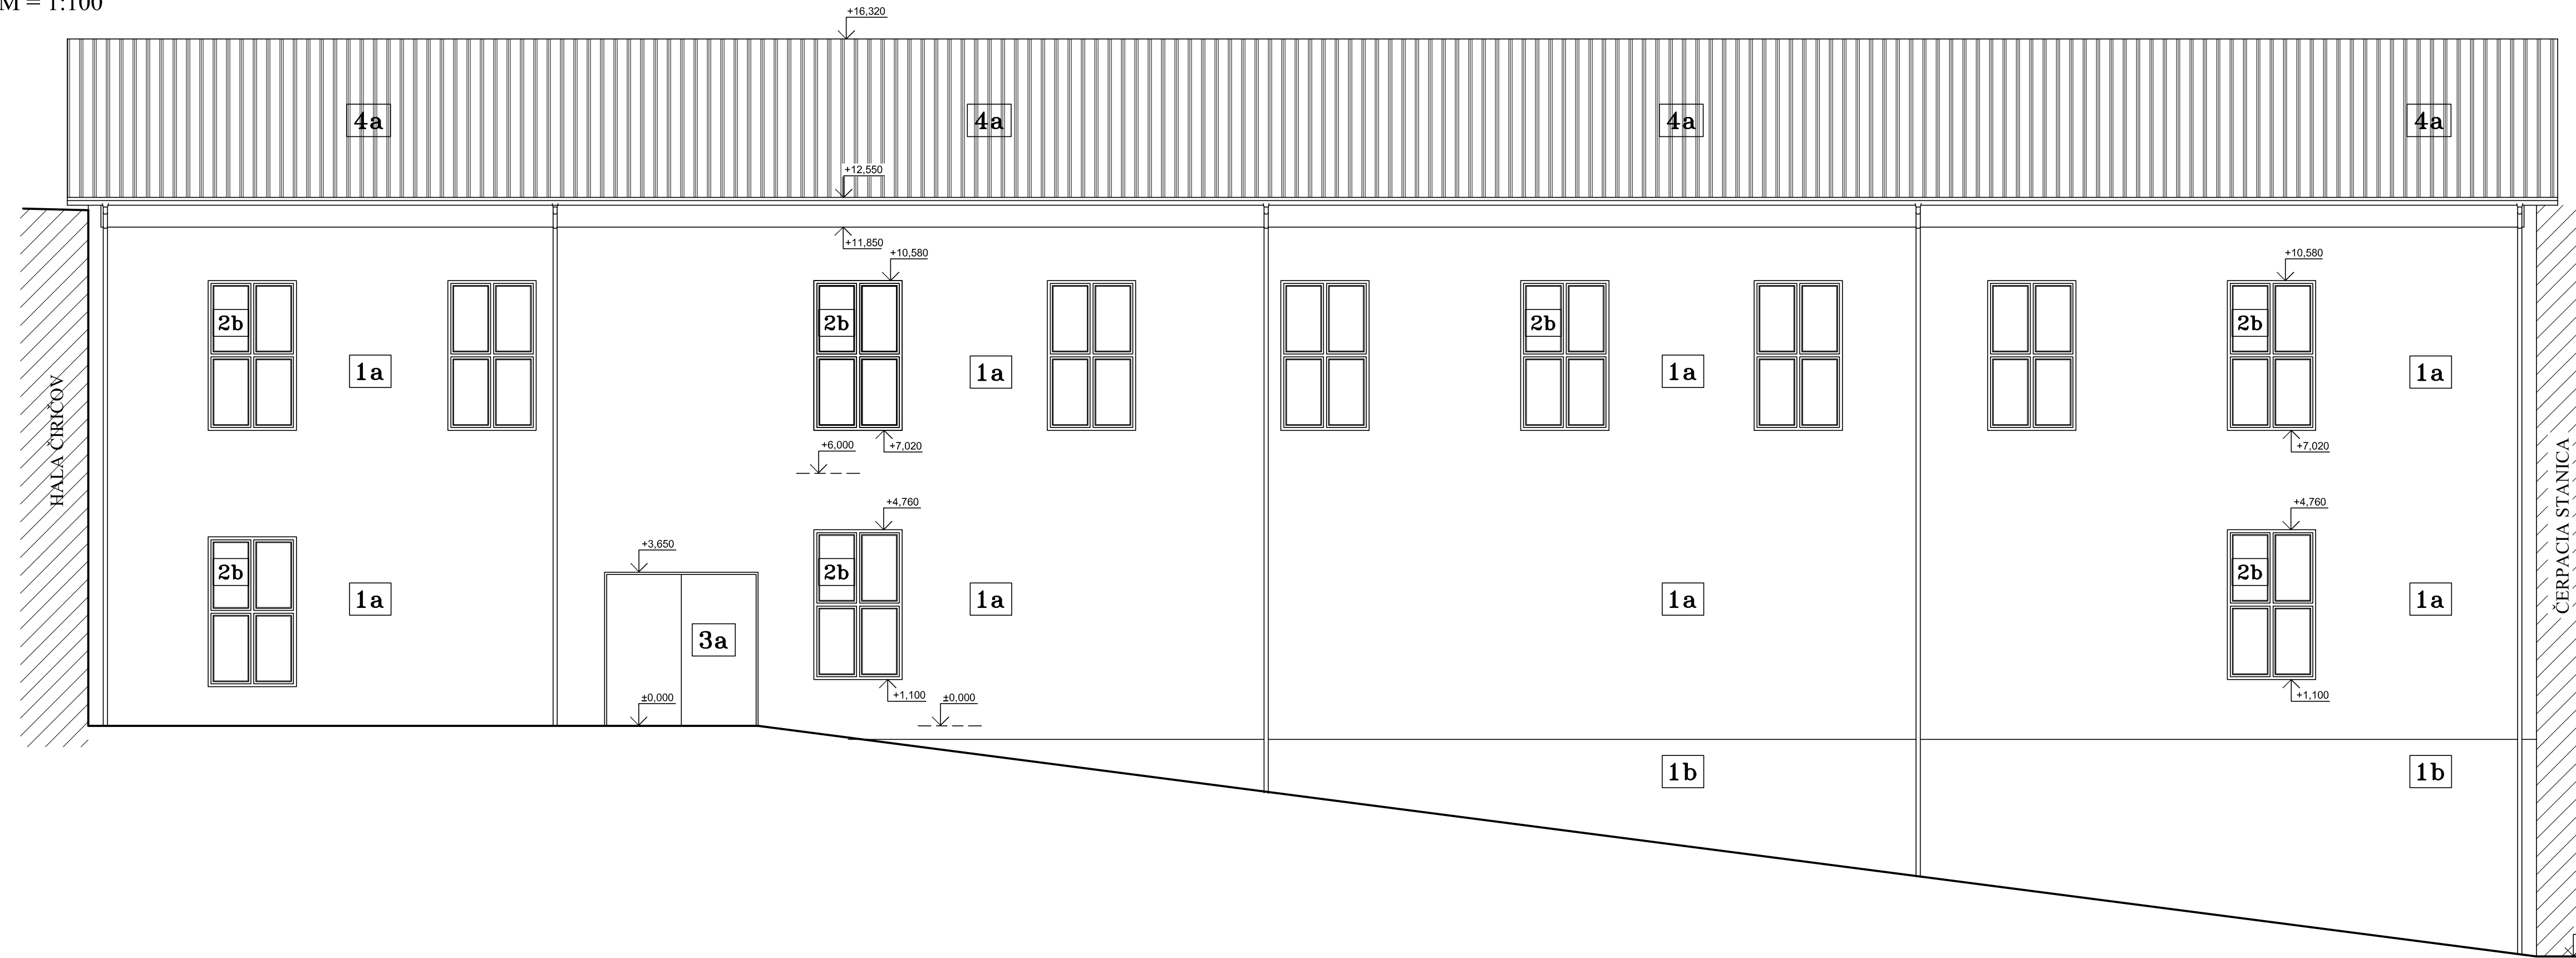 M = 1:100
+16,320
4a
4a
4a
4a
+12,550
+11,850
+10,580
+10,580
2b
2b
2b
2b
1a
1a
1a
1a
HALA ČIRIČOV
+6,000
+7,020
+7,020
ČERPACIA STANICA
+4,760
+4,760
+3,650
2b
2b
2b
1a
1a
1a
1a
3a
±0,000
+1,100
±0,000
+1,100
1b
1b